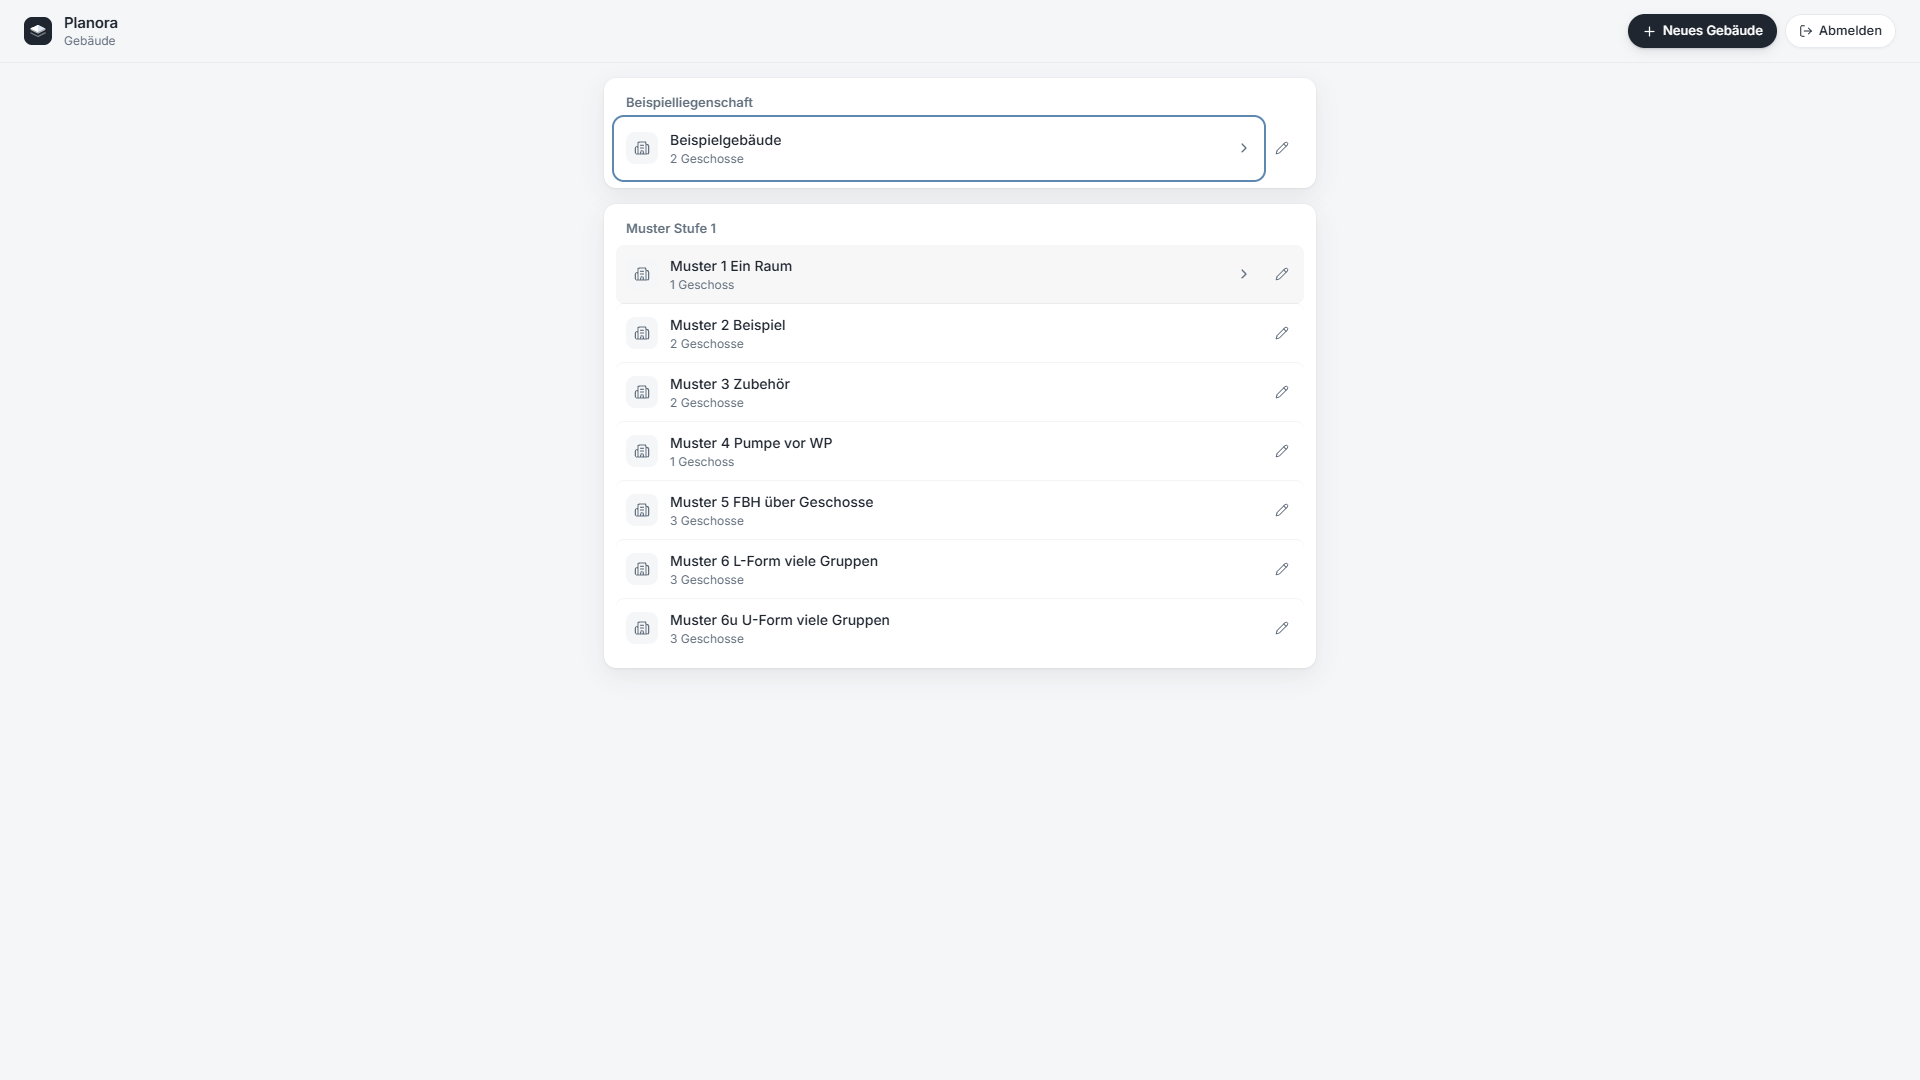 Planora
Gebäude
Neues Gebäude
Abmelden
Beispielliegenschaft
Beispielgebäude
2 Geschosse
Muster Stufe 1
Muster 1 Ein Raum
1 Geschoss
Muster 2 Beispiel
2 Geschosse
Muster 3 Zubehör
2 Geschosse
Muster 4 Pumpe vor WP
1 Geschoss
Muster 5 FBH über Geschosse
3 Geschosse
Muster 6 L-Form viele Gruppen
3 Geschosse
Muster 6u U-Form viele Gruppen
3 Geschosse